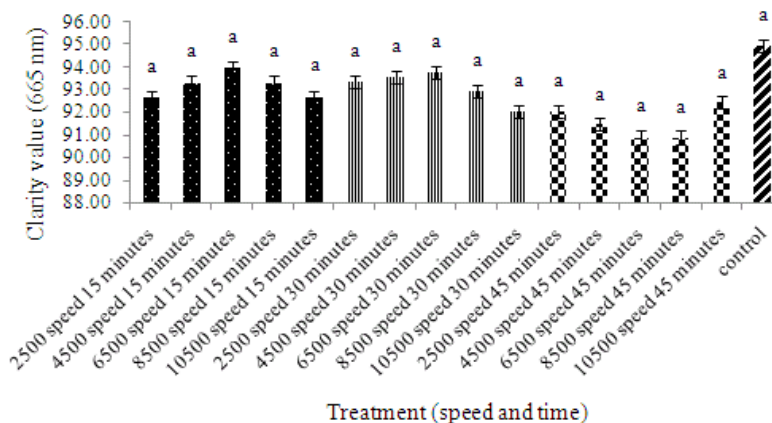 Clarity value (665 nm)
96.00
95.00
94.00
93.00
92.00
91.00
90.00
89.00
88.00
a a a a a a a a a a a a a a a a
2500 speed 15 minutes
4500 speed 15 minutes
6500 speed 15 minutes
8500 speed 15 minutes
10500 speed 15 minutes
2500 speed 30 minutes
4500 speed 30 minutes
6500 speed 30 minutes
8500 speed 30 minutes
10500 speed 30 minutes
2500 speed 45 minutes
4500 speed 45 minutes
6500 speed 45 minutes
8500 speed 45 minutes
10500 speed 45 minutes
control
Treatment (speed and time)